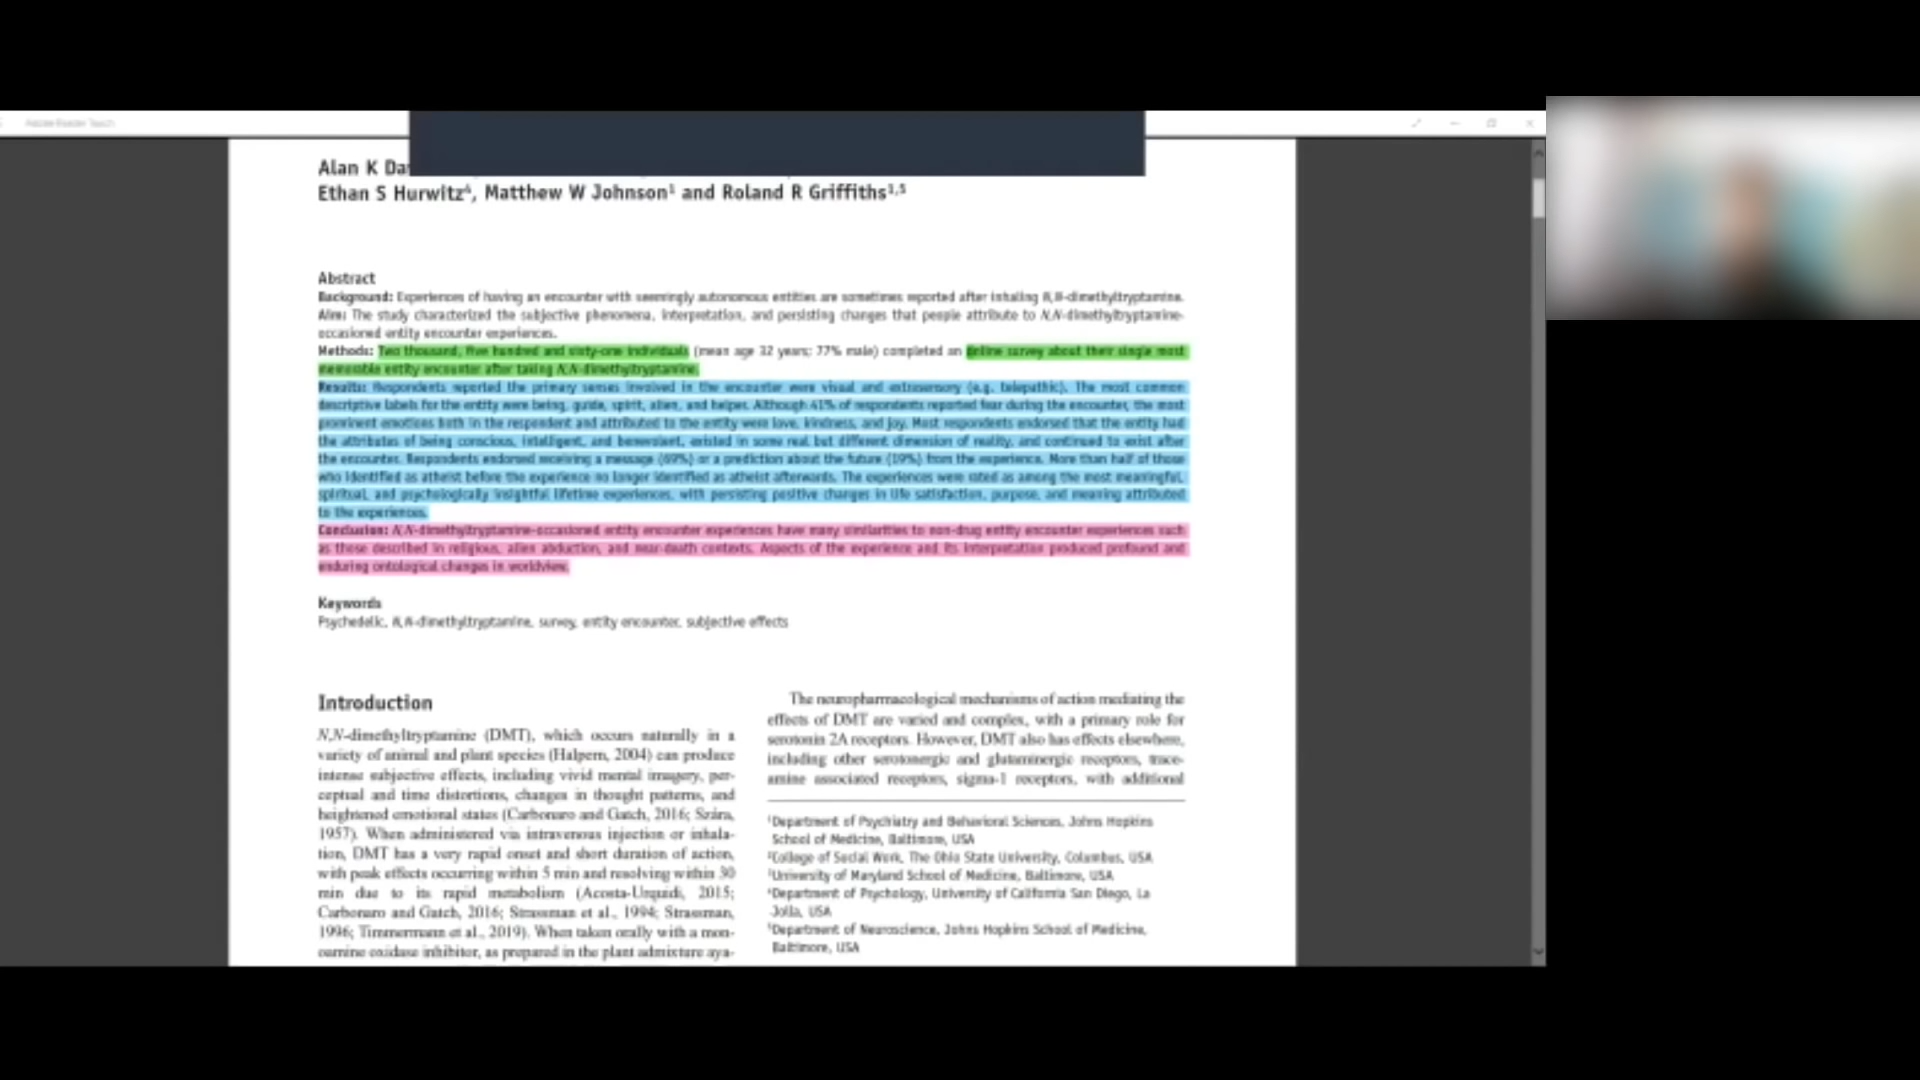 Adobe Reader Touch
Alan K Da
Ethan S Hurwitz4, Matthew W Johnson1 and Roland R Griffiths1,5
Abstract
Background: Experiences of having an encounter with seemingly autonomous entities are sometimes reported after inhaling N,N-dimethyltryptamine.
Aim: The study characterized the subjective phenomena, interpretation, and persisting changes that people attribute to N,N-dimethyltryptamine-
occasioned entity encounter experiences.
Methods: Two thousand, five hundred and sixty-one individuals (mean age 32 years; 77% male) completed an online survey about their single most
memorable entity encounter after taking N,N-dimethyltryptamine.
Results: Respondents reported the primary senses involved in the encounter were visual and extrasensory (e.g. telepathic). The most common
descriptive labels for the entity were being, guide, spirit, alien, and helper. Although 41% of respondents reported fear during the encounter, the most
prominent emotions both in the respondent and attributed to the entity were love, kindness, and joy. Most respondents endorsed that the entity had
the attributes of being conscious, intelligent, and benevolent, existed in some real but different dimension of reality, and continued to exist after
the encounter. Respondents endorsed receiving a message (69%) or a prediction about the future (19%) from the experience. More than half of those
who identified as atheist before the experience no longer identified as atheist afterwards. The experiences were rated as among the most meaningful,
spiritual, and psychologically insightful lifetime experiences, with persisting positive changes in life satisfaction, purpose, and meaning attributed
to the experiences.
Conclusion: N,N-dimethyltryptamine-occasioned entity encounter experiences have many similarities to non-drug entity encounter experiences such
as those described in religious, alien abduction, and near-death contexts. Aspects of the experience and its interpretation produced profound and
enduring ontological changes in worldview.
Keywords
Psychedelic, N,N-dimethyltryptamine, survey, entity encounter, subjective effects
Introduction
N,N-dimethyltryptamine (DMT), which occurs naturally in a
variety of animal and plant species (Halpern, 2004) can produce
intense subjective effects, including vivid mental imagery, per-
ceptual and time distortions, changes in thought patterns, and
heightened emotional states (Carbonaro and Gatch, 2016; Szára,
1957). When administered via intravenous injection or inhala-
tion, DMT has a very rapid onset and short duration of action,
with peak effects occurring within 5 min and resolving within 30
min due to its rapid metabolism (Acosta-Urquidi, 2015;
Carbonaro and Gatch, 2016; Strassman et al., 1994; Strassman,
1996; Timmermann et al., 2019). When taken orally with a mon-
oamine oxidase inhibitor, as prepared in the plant admixture aya-
The neuropharmacological mechanisms of action mediating the
effects of DMT are varied and complex, with a primary role for
serotonin 2A receptors. However, DMT also has effects elsewhere,
including other serotonergic and glutaminergic receptors, trace-
amine associated receptors, sigma-1 receptors, with additional
1Department of Psychiatry and Behavioral Sciences, Johns Hopkins
School of Medicine, Baltimore, USA
2College of Social Work, The Ohio State University, Columbus, USA
3University of Maryland School of Medicine, Baltimore, USA
4Department of Psychology, University of California San Diego, La
Jolla, USA
5Department of Neuroscience, Johns Hopkins School of Medicine,
Baltimore, USA